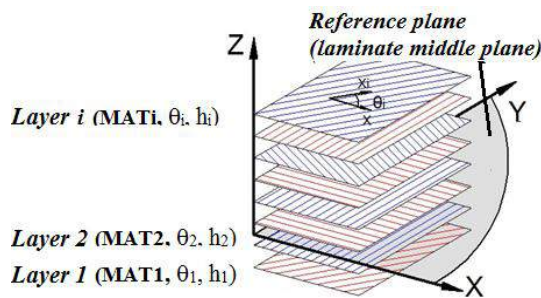 Reference plane
(laminate middle plane)
Z
xᵢ
θᵢ
x
Y
Layer i (MATi, θᵢ, hᵢ)
Layer 2 (MAT2, θ₂, h₂)
Layer 1 (MAT1, θ₁, h₁)
X